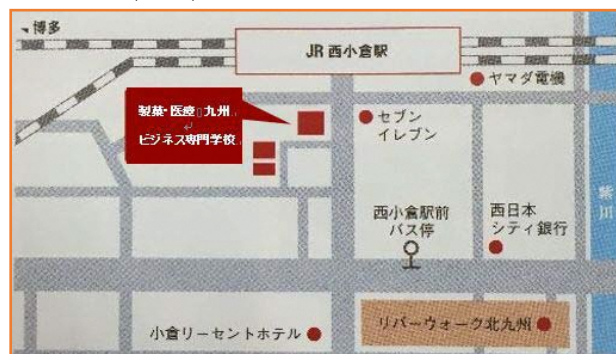 博多
JR 西小倉駅
ヤマダ電機
製菓・医療 九州
ビジネス専門学校
セブン
イレブン
西小倉駅前
バス停
西日本
シティ銀行
紫
川
リバーウォーク北九州
小倉リーセントホテル